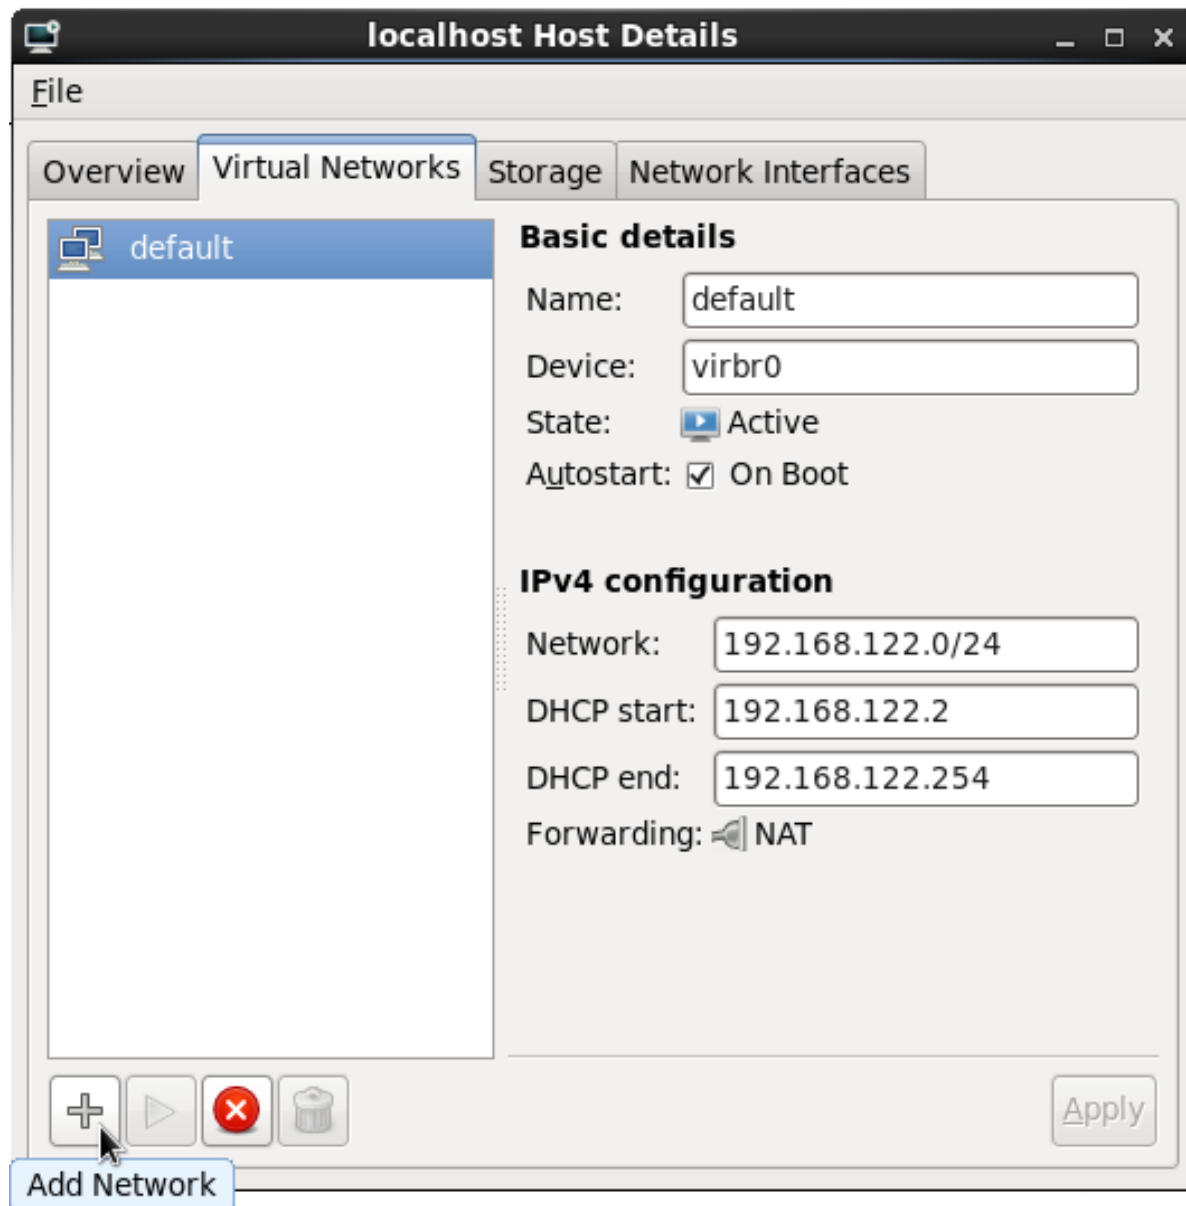 localhost Host Details
File
Overview Virtual Networks Storage Network Interfaces
default
Basic details
Name: default
Device: virbr0
State: Active
Autostart: On Boot
IPv4 configuration
Network: 192.168.122.0/24
DHCP start: 192.168.122.2
DHCP end: 192.168.122.254
Forwarding: NAT
Apply
Add Network